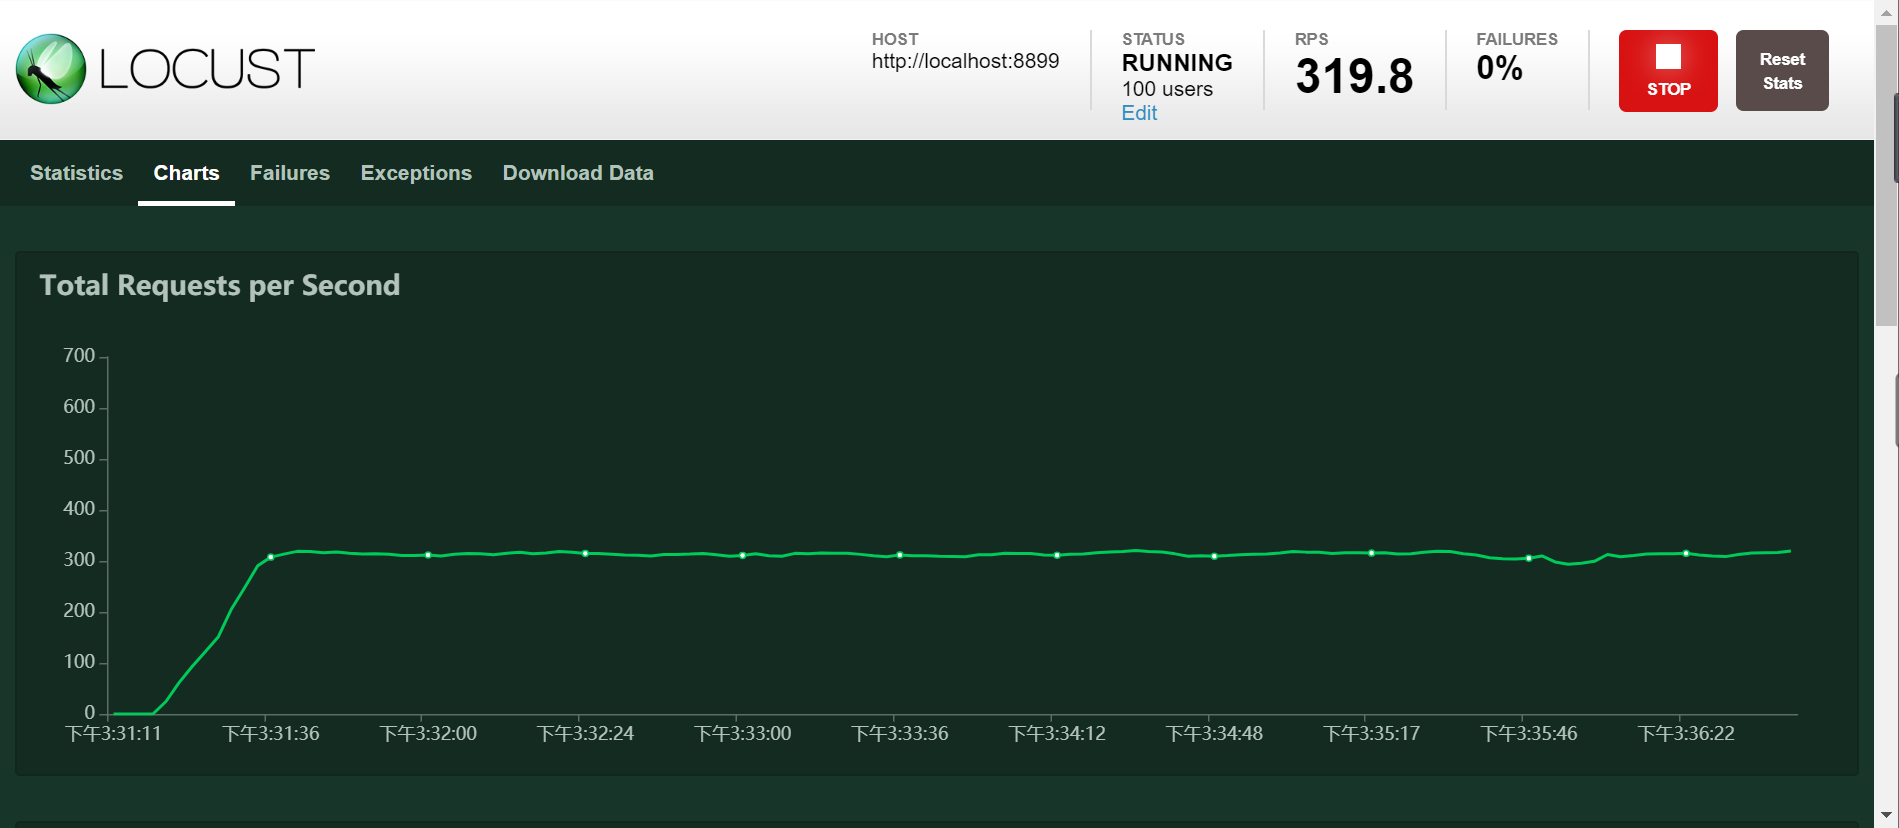 LOCUST
HOST
http://localhost:8899
STATUS
RUNNING
100 users
Edit
RPS
319.8
FAILURES
0%
STOP
Reset
Stats
Statistics Charts Failures Exceptions Download Data
Total Requests per Second
700
600
500
400
300
200
100
0
下午3:31:11 下午3:31:36 下午3:32:00 下午3:32:24 下午3:33:00 下午3:33:36 下午3:34:12 下午3:34:48 下午3:35:17 下午3:35:46 下午3:36:22